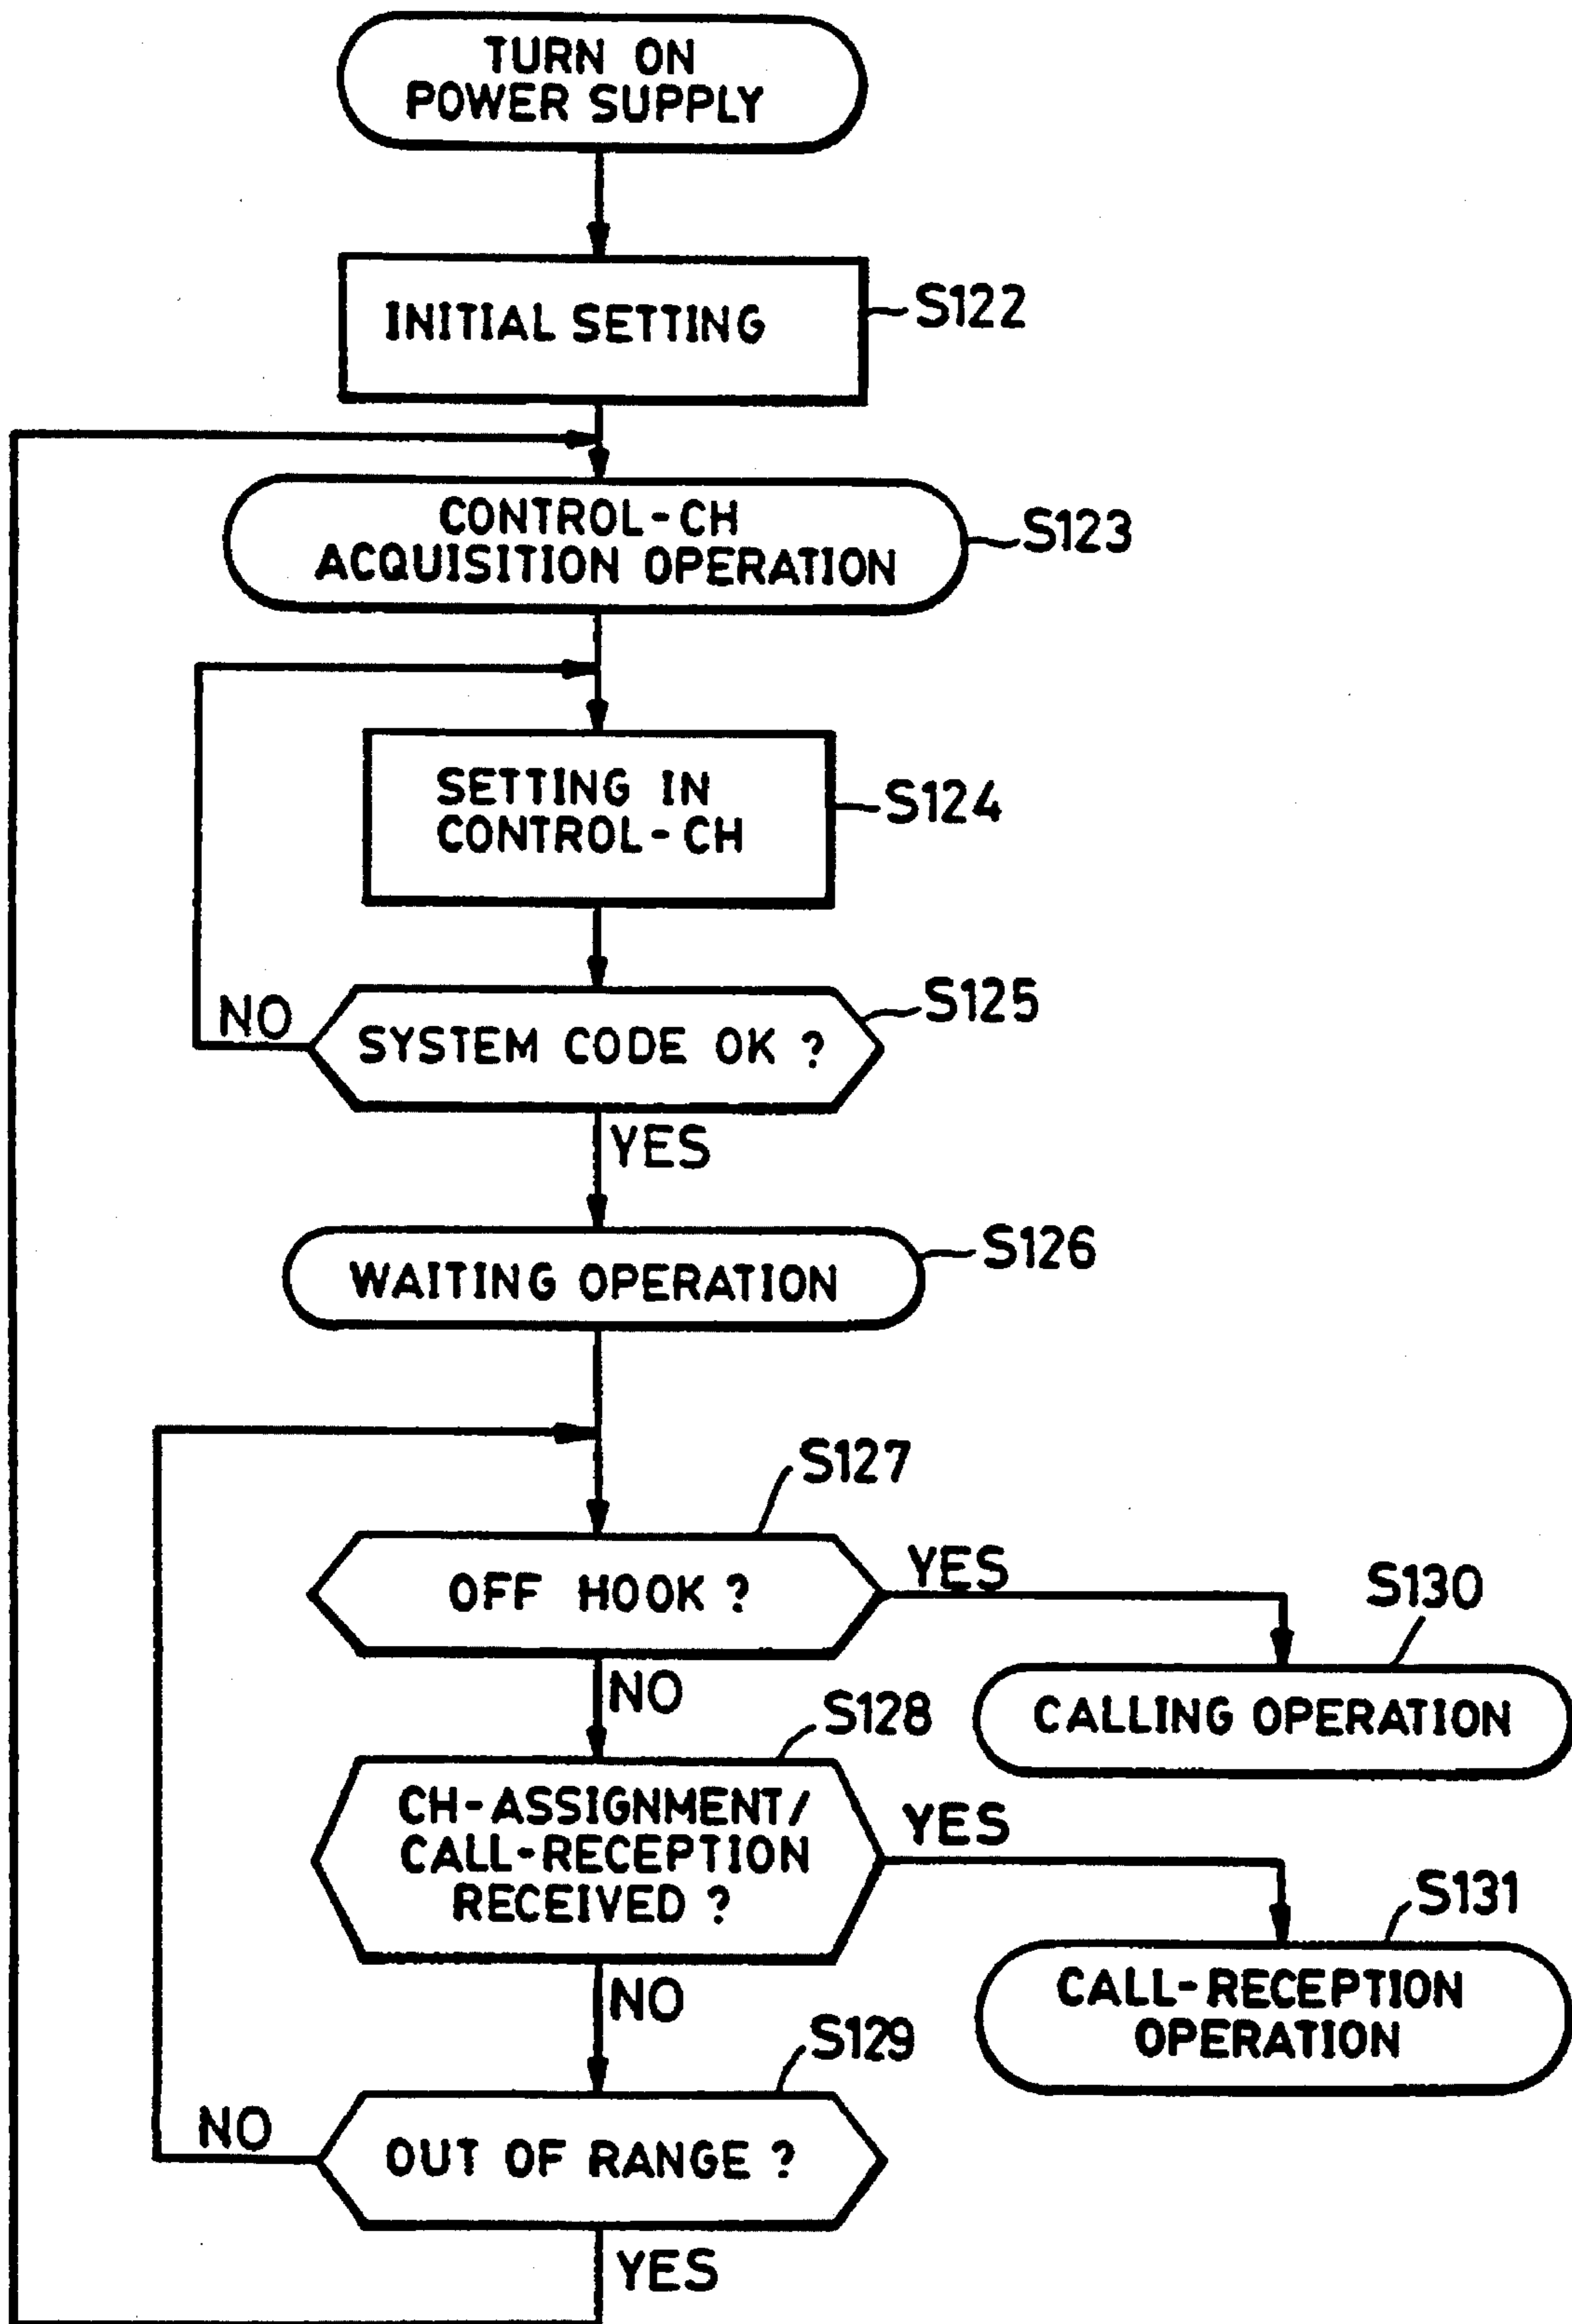 TURN ON
POWER SUPPLY
INITIAL SETTING
S122
CONTROL-CH
ACQUISITION OPERATION
S123
SETTING IN
CONTROL-CH
S124
SYSTEM CODE OK ?
S125
NO
YES
WAITING OPERATION
S126
S127
OFF HOOK ?
YES
NO
S130
CALLING OPERATION
S128
CH-ASSIGNMENT/
CALL-RECEPTION
RECEIVED ?
YES
NO
S131
CALL-RECEPTION
OPERATION
S129
OUT OF RANGE ?
NO
YES